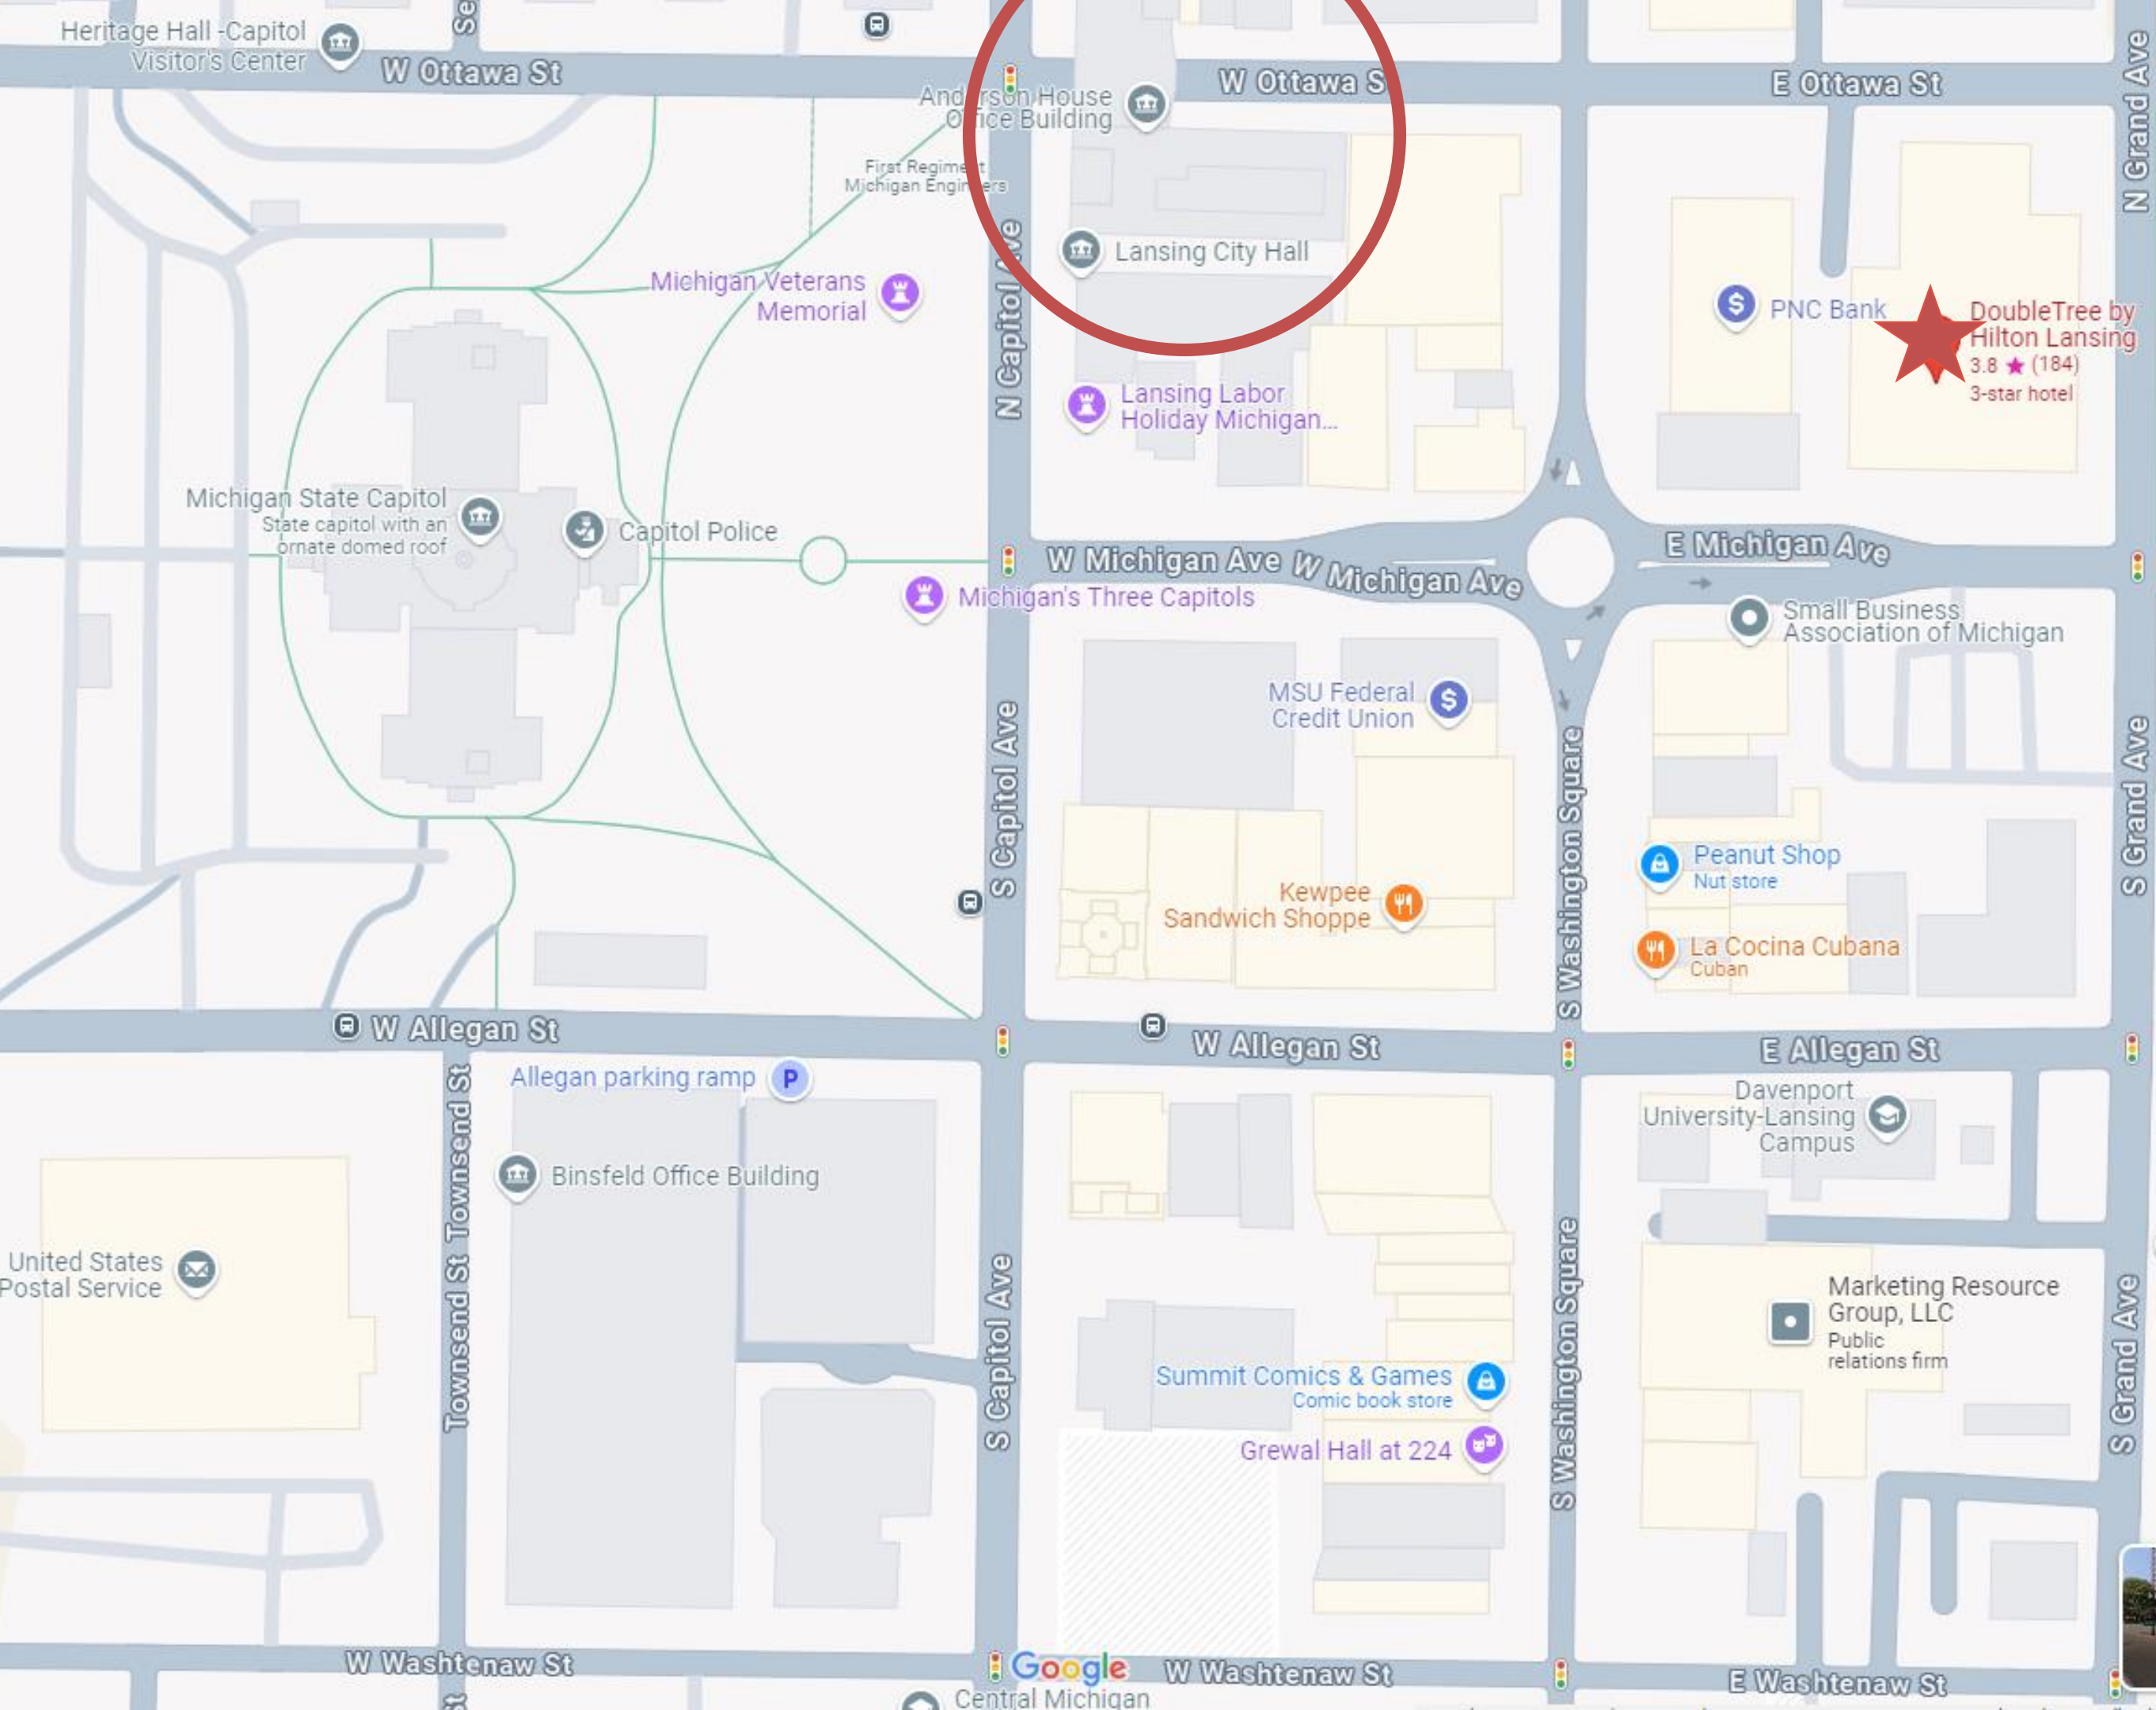 Heritage Hall -Capitol
Visitor's Center
Se
W Ottawa St
W Ottawa S
E Ottawa St
N Grand Ave
Anderson House
Office Building
First Regiment
Michigan Engineers
N Capitol Ave
Lansing City Hall
Michigan Veterans
Memorial
PNC Bank
DoubleTree by
Hilton Lansing
3.8 ★ (184)
3-star hotel
Lansing Labor
Holiday Michigan...
Michigan State Capitol
State capitol with an
ornate domed roof
Capitol Police
W Michigan Ave
W Michigan Ave
E Michigan Ave
Michigan's Three Capitols
Small Business
Association of Michigan
MSU Federal
Credit Union
S Capitol Ave
S Washington Square
S Grand Ave
Peanut Shop
Nut store
Kewpee
Sandwich Shoppe
La Cocina Cubana
Cuban
W Allegan St
W Allegan St
E Allegan St
Allegan parking ramp
P
Townsend St
Townsend St
Davenport
University-Lansing
Campus
Binsfeld Office Building
United States
Postal Service
S Capitol Ave
S Washington Square
S Grand Ave
Marketing Resource
Group, LLC
Public
relations firm
Summit Comics & Games
Comic book store
Grewal Hall at 224
W Washtenaw St
Google
W Washtenaw St
E Washtenaw St
st
Central Michigan